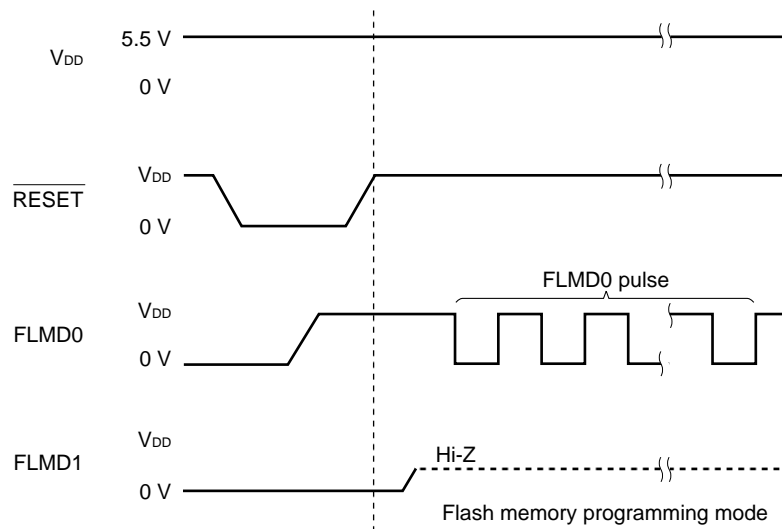 5.5 V
VDD
0 V
VDD
RESET
0 V
FLMD0 pulse
VDD
FLMD0
0 V
VDD
Hi-Z
FLMD1
0 V
Flash memory programming mode